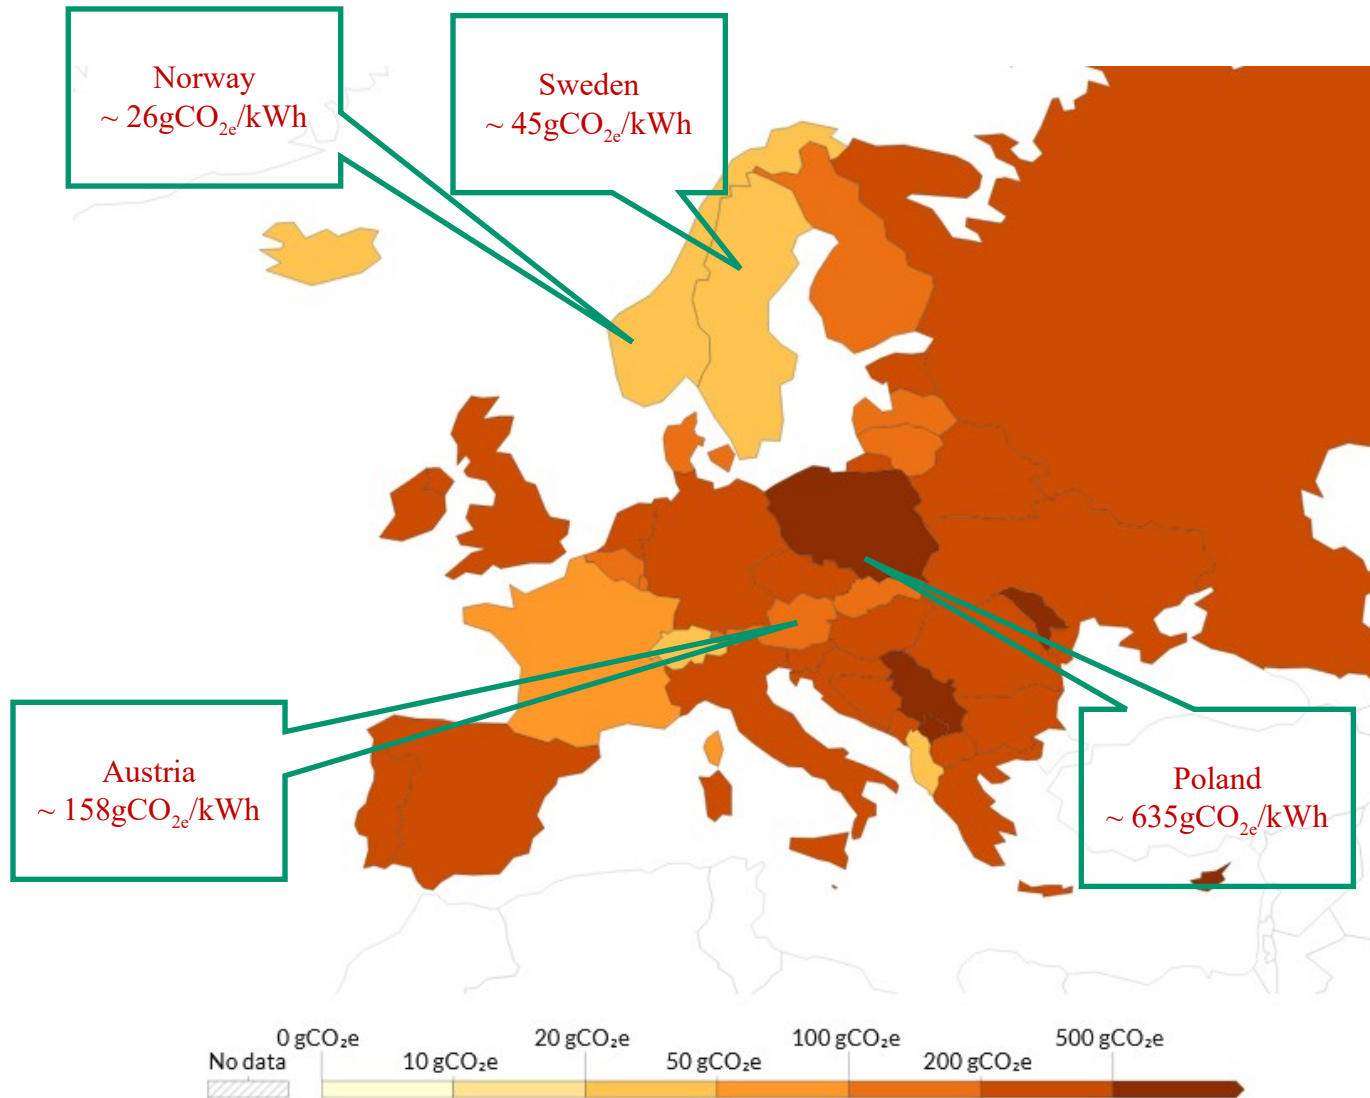 Norway
~ 26gCO₂ₑ/kWh
Sweden
~ 45gCO₂ₑ/kWh
Austria
~ 158gCO₂ₑ/kWh
Poland
~ 635gCO₂ₑ/kWh
No data
0 gCO₂e
10 gCO₂e
20 gCO₂e
50 gCO₂e
100 gCO₂e
200 gCO₂e
500 gCO₂e